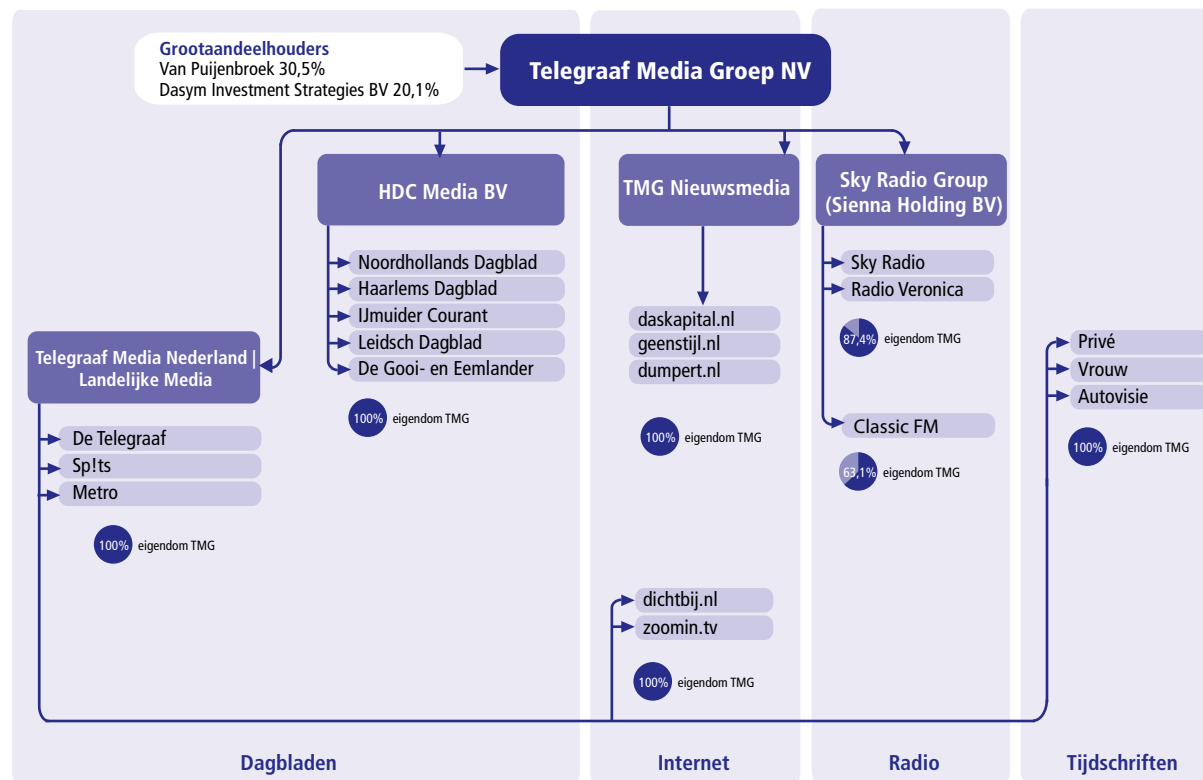 Grootaandeelhouders
Van Puijenbroek 30,5%
Dasym Investment Strategies BV 20,1%
Telegraaf Media Groep NV
HDC Media BV
TMG Nieuwsmedia
Sky Radio Group
(Sienna Holding BV)
Noordhollands Dagblad
Haarlems Dagblad
IJmuider Courant
Leidsch Dagblad
De Gooi- en Eemlander
100% eigendom TMG
daskapital.nl
geenstijl.nl
dumpert.nl
100% eigendom TMG
Sky Radio
Radio Veronica
87,4% eigendom TMG
Classic FM
63,1% eigendom TMG
Privé
Vrouw
Autovisie
100% eigendom TMG
Telegraaf Media Nederland |
Landelijke Media
De Telegraaf
Sp!ts
Metro
100% eigendom TMG
dichtbij.nl
zoomin.tv
100% eigendom TMG
Dagbladen
Internet
Radio
Tijdschriften